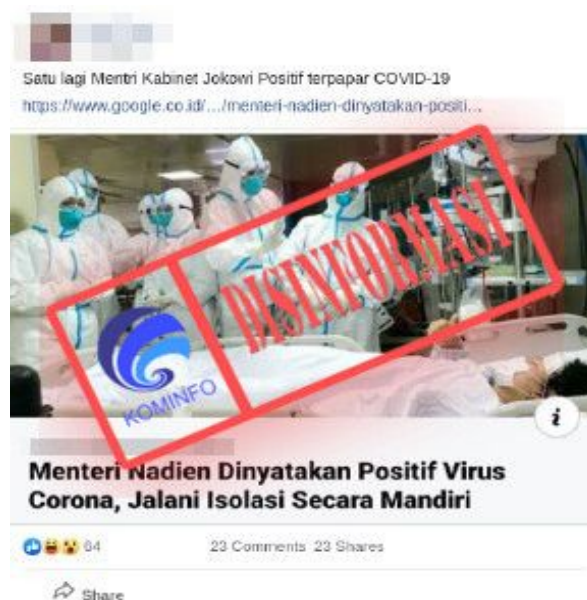 Satu lagi Mentri Kabinet Jokowi Positif terpapar COVID-19
https://www.google.co.id/.../menteri-nadien-dinyatakan-positi...
DISINFORMASI
KOMINFO
i
Menteri Nadien Dinyatakan Positif Virus
Corona, Jalani Isolasi Secara Mandiri
64 23 Comments 23 Shares
Share